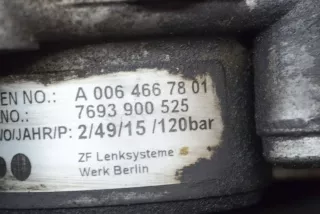 EN NO.: A 006 466 78 01
NO.: 7693 900 525
WO/JAHR/P: 2/49/15 /120bar
ZF Lenksysteme
Werk Berlin